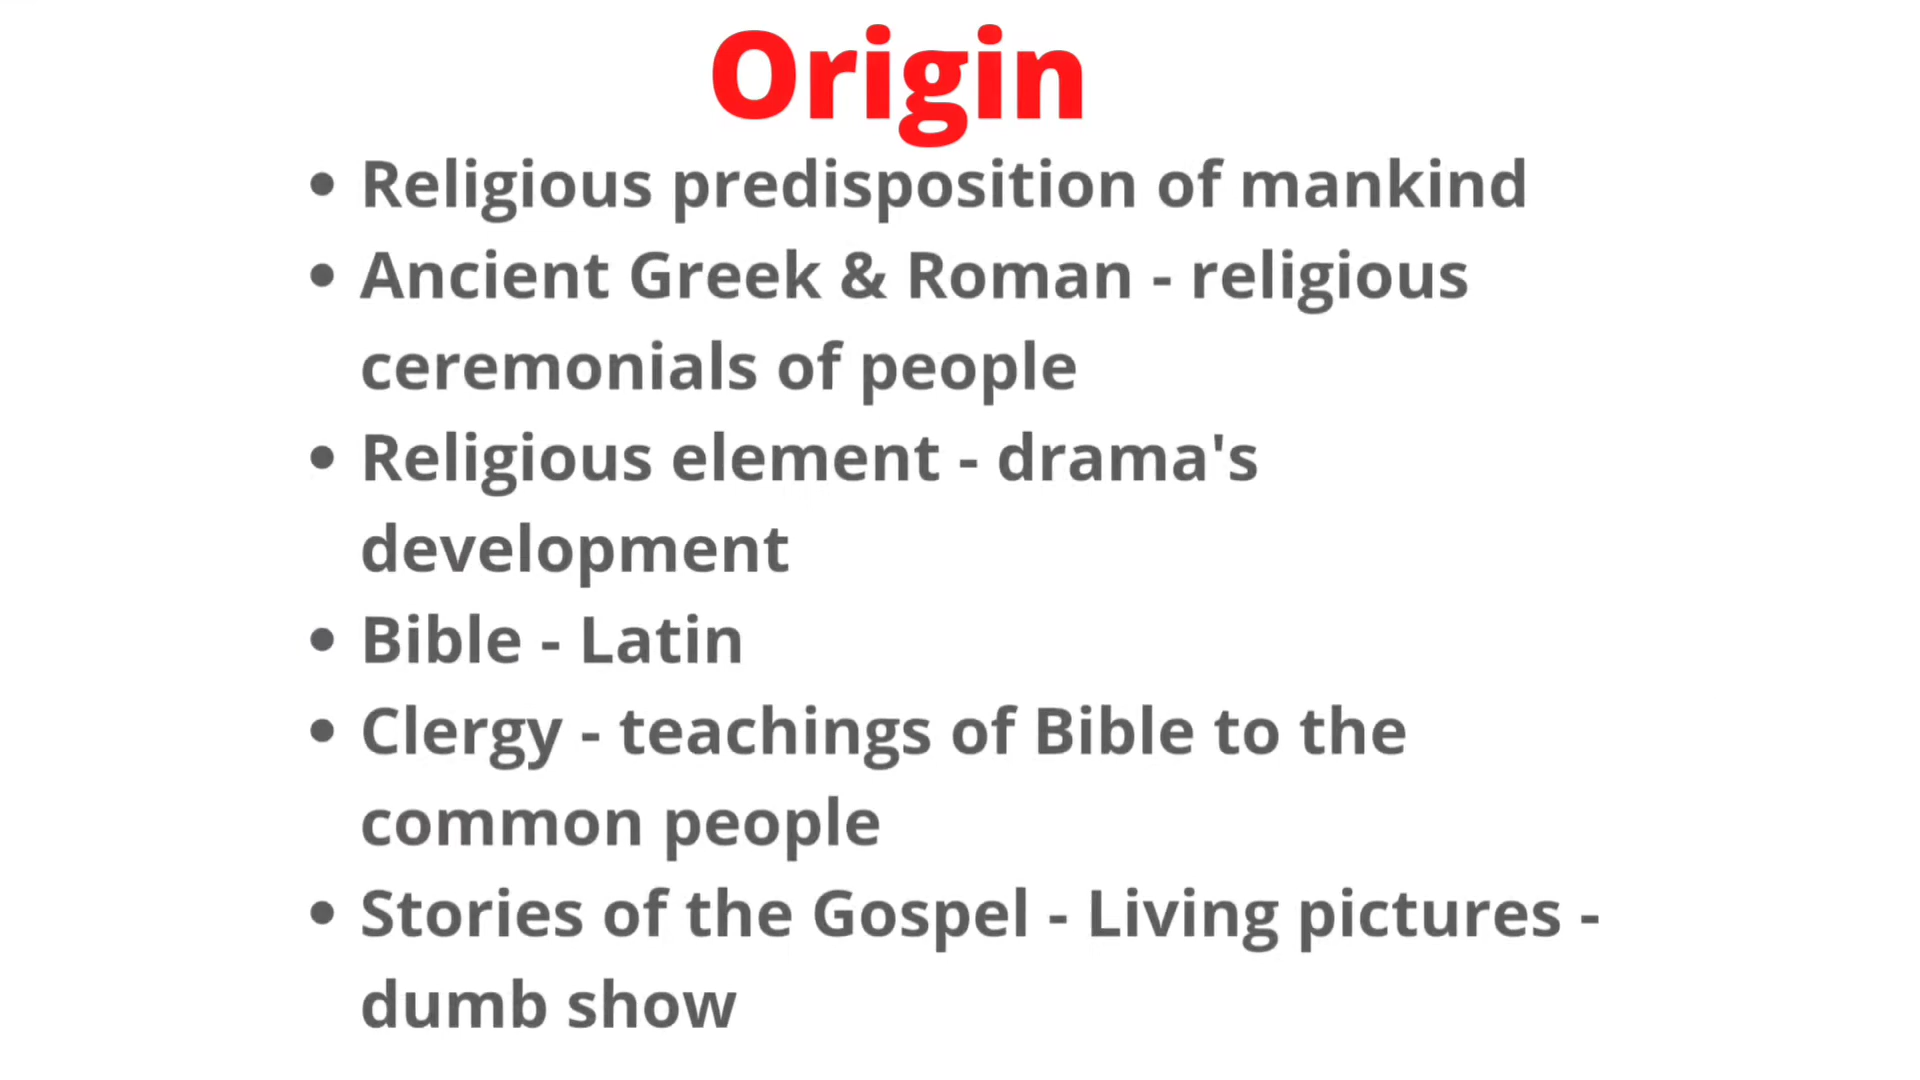 Origin
• Religious predisposition of mankind
• Ancient Greek & Roman - religious
ceremonials of people
• Religious element - drama's
development
• Bible - Latin
• Clergy - teachings of Bible to the
common people
• Stories of the Gospel - Living pictures -
dumb show